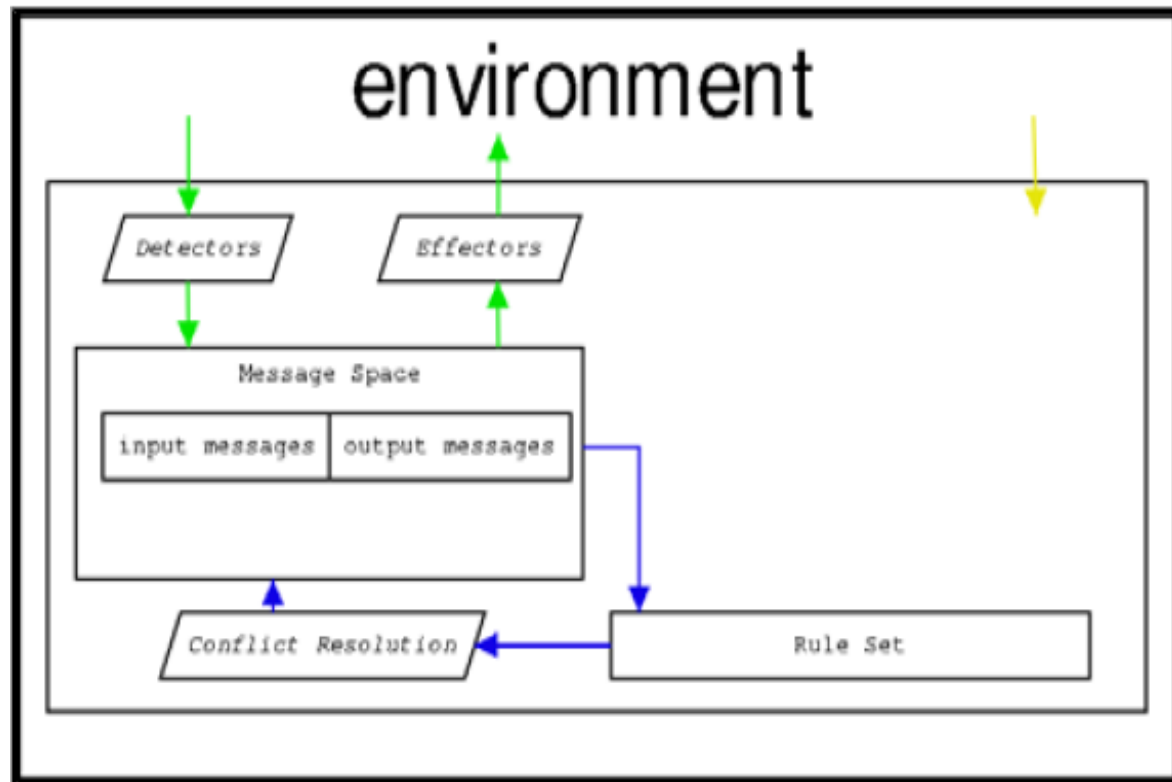 environment
Detectors
Effectors
Message Space
input messages
output messages
Conflict Resolution
Rule Set